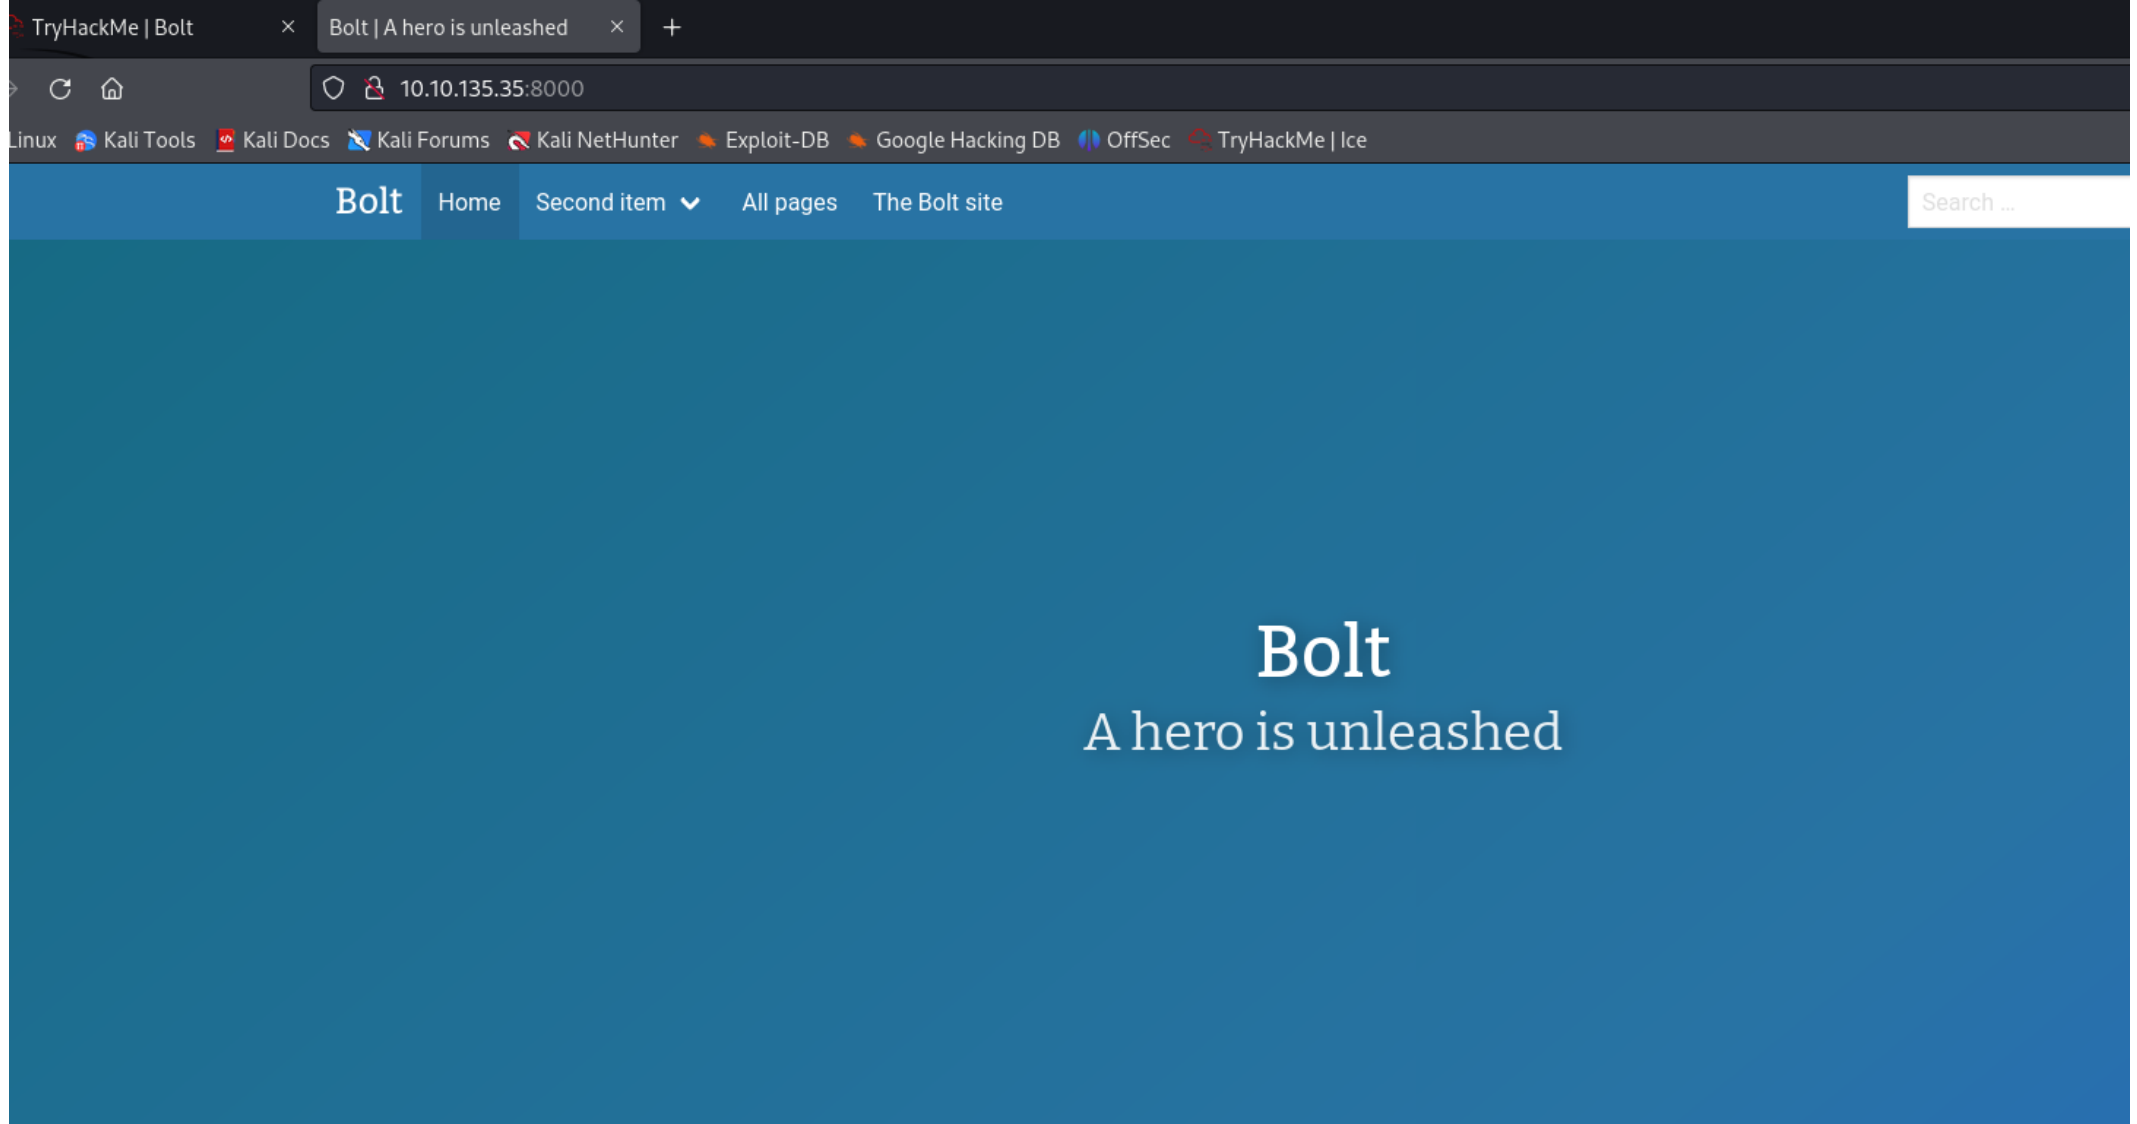 TryHackMe | Bolt
Bolt | A hero is unleashed
10.10.135.35:8000
Linux Kali Tools Kali Docs Kali Forums Kali NetHunter Exploit-DB Google Hacking DB OffSec TryHackMe | Ice
Bolt Home Second item All pages The Bolt site Search ...
Bolt
A hero is unleashed